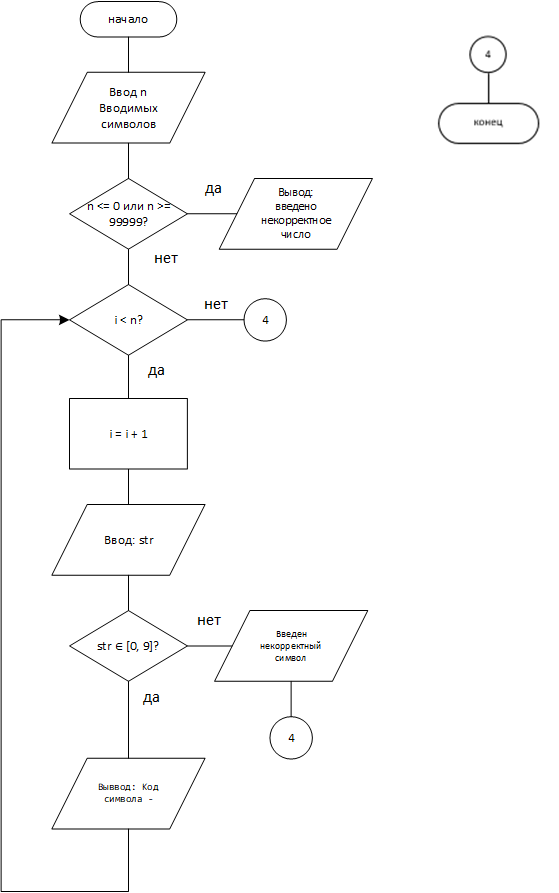 начало
4
конец
Ввод n
Вводимых
символов
n <= 0 или n >=
99999?
да
Вывод:
введено
некорректное
число
нет
i < n?
нет
4
да
i = i + 1
Ввод: str
str ∈ [0, 9]?
нет
Введен
некорректный
символ
4
да
Выввод: Код
символа -